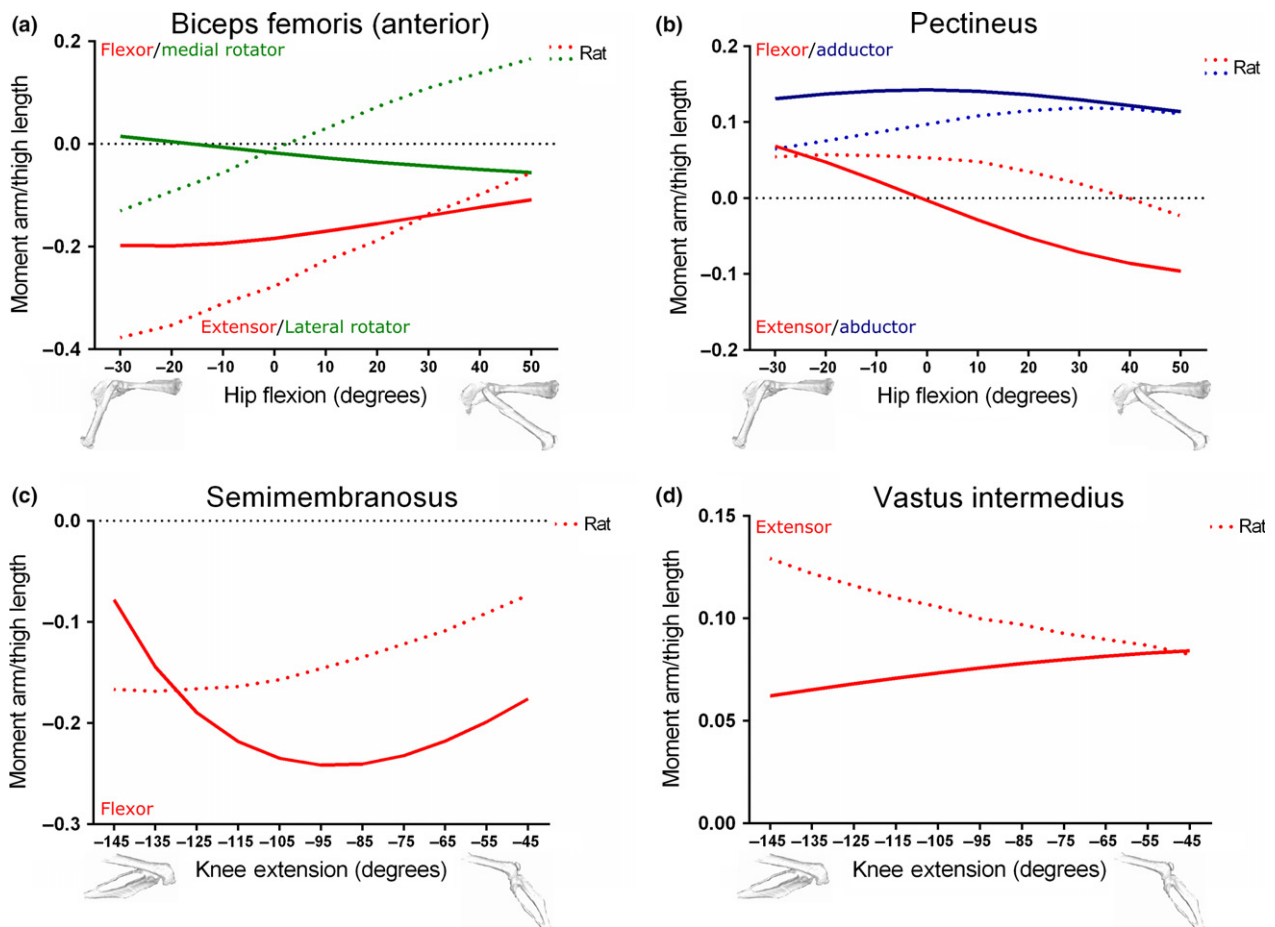 (a)
Biceps femoris (anterior)
Flexor/medial rotator
Rat
Moment arm/thigh length
0.2
0.0
–0.2
–0.4
Extensor/Lateral rotator
–30 –20 –10 0 10 20 30 40 50
Hip flexion (degrees)
(b)
Pectineus
Flexor/adductor
Rat
Moment arm/thigh length
0.2
0.1
0.0
–0.1
–0.2
Extensor/abductor
–30 –20 –10 0 10 20 30 40 50
Hip flexion (degrees)
(c)
Semimembranosus
Rat
Moment arm/thigh length
0.0
–0.1
–0.2
–0.3
Flexor
–145 –135 –125 –115 –105 –95 –85 –75 –65 –55 –45
Knee extension (degrees)
(d)
Vastus intermedius
Extensor
Rat
Moment arm/thigh length
0.15
0.10
0.05
0.00
–145 –135 –125 –115 –105 –95 –85 –75 –65 –55 –45
Knee extension (degrees)